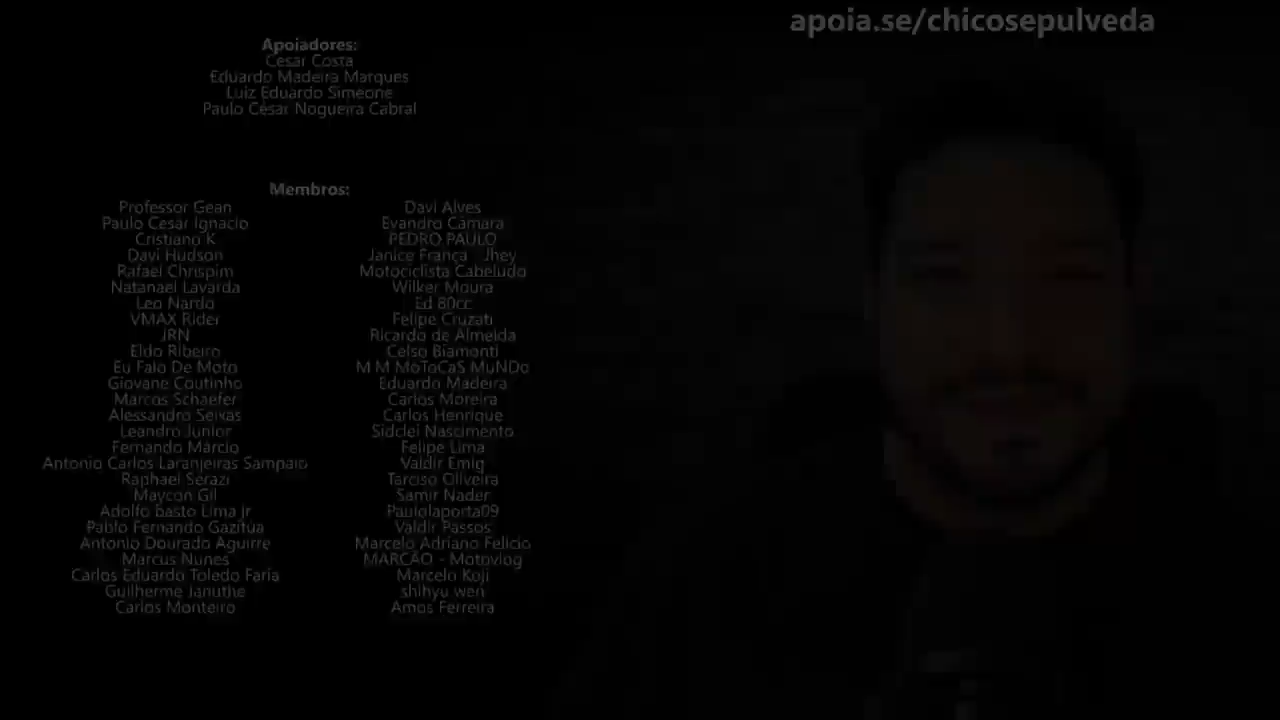 apoia.se/chicosepulveda
Apoiadores:
Cesar Costa
Eduardo Madeira Marques
Luiz Eduardo Simeone
Paulo César Nogueira Cabral
Membros:
Professor Gean
Paulo Cesar Ignacio
Cristiano K
Davi Hudson
Rafael Chrispim
Natanael Lavarda
Leo Nardo
VMAX Rider
JRN
Eldo Ribeiro
Eu Falo De Moto
Giovane Coutinho
Marcos Schaefer
Alessandro Seixas
Leandro Junior
Fernando Márcio
Antonio Carlos Laranjeiras Sampaio
Raphael Serazi
Maycon Gil
Adolfo Basto Lima Jr
Pablo Fernando Gazitúa
Antonio Dourado Aguirre
Marcus Nunes
Carlos Eduardo Toledo Faria
Guilherme Januthe
Carlos Monteiro
Davi Alves
Evandro Câmara
PEDRO PAULO
Janice França - Jhey
Motociclista Cabeludo
Wilker Moura
Ed 80cc
Felipe Cruzati
Ricardo de Almeida
Celso Biamonti
M M MoToCaS MuNDo
Eduardo Madeira
Carlos Moreira
Carlos Henrique
Sidclei Nascimento
Felipe Lima
Valdir Emig
Tarciso Oliveira
Samir Nader
Paulolaporta09
Valdir Passos
Marcelo Adriano Felicio
MARCÃO - Motovlog
Marcelo Koji
shihyu wen
Amos Ferreira